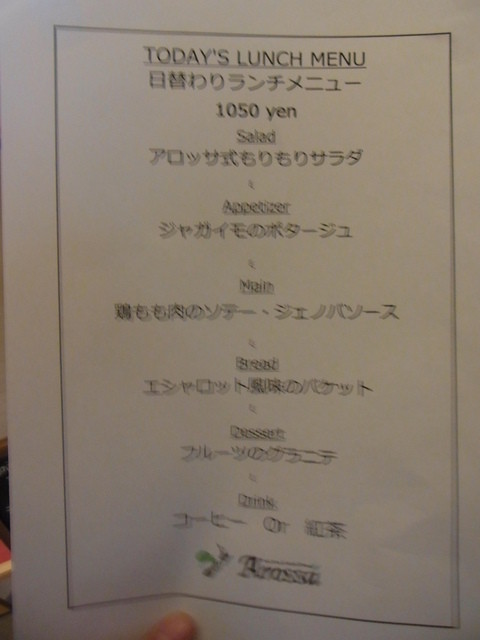 TODAY'S LUNCH MENU
日替わりランチメニュー
1050 yen
Salad
アロッサ式もりもりサラダ
Appetizer
ジャガイモのポタージュ
Main
鶏もも肉のソテー・ジェノバソース
Bread
エシャロット風味のバケット
Dessert
フルーツのグラニテ
Drink
コーヒー Or 紅茶
Arossa